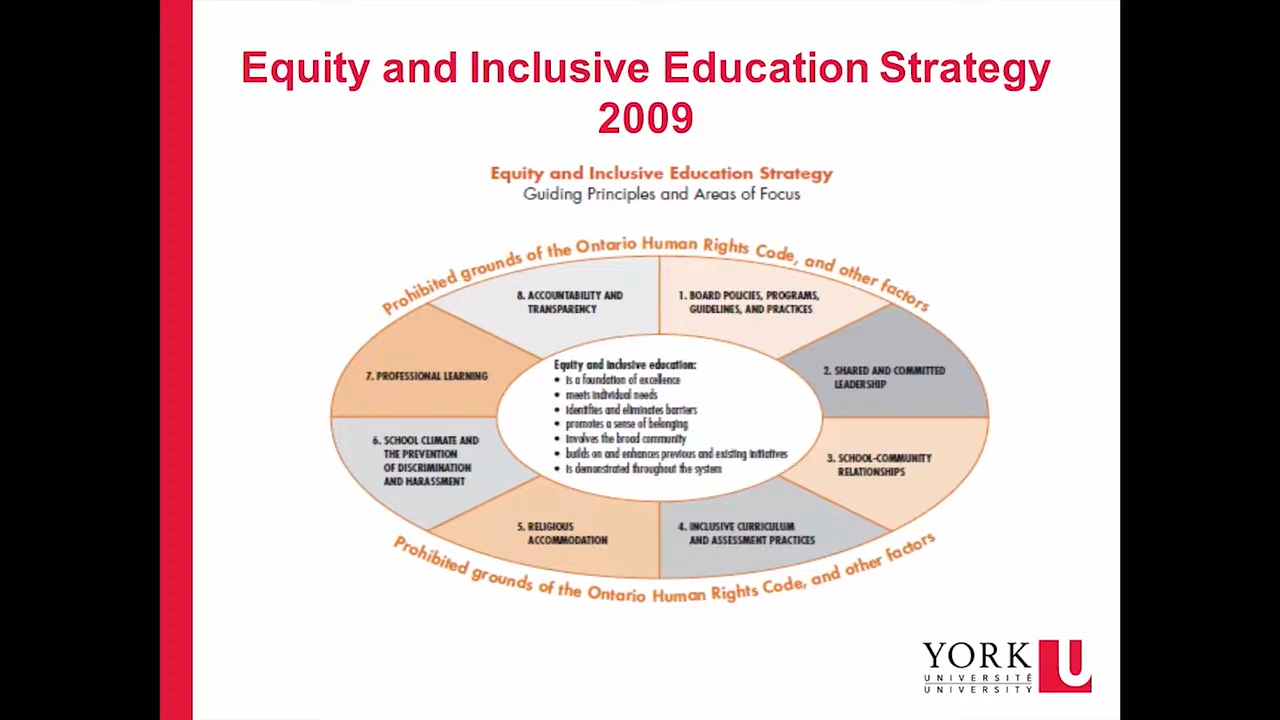 Equity and Inclusive Education Strategy
2009
Equity and Inclusive Education Strategy
Guiding Principles and Areas of Focus
Prohibited grounds of the Ontario Human Rights Code, and other factors
8. ACCOUNTABILITY AND
TRANSPARENCY
1. BOARD POLICIES, PROGRAMS,
GUIDELINES, AND PRACTICES
7. PROFESSIONAL LEARNING
2. SHARED AND COMMITTED
LEADERSHIP
Equity and inclusive education:
• is a foundation of excellence
• meets individual needs
• identifies and eliminates barriers
• promotes a sense of belonging
• involves the broad community
• builds on and enhances previous and existing initiatives
• is demonstrated throughout the system
6. SCHOOL CLIMATE AND
THE PREVENTION
OF DISCRIMINATION
AND HARASSMENT
3. SCHOOL-COMMUNITY
RELATIONSHIPS
5. RELIGIOUS
ACCOMMODATION
4. INCLUSIVE CURRICULUM
AND ASSESSMENT PRACTICES
Prohibited grounds of the Ontario Human Rights Code, and other factors
YORK U
UNIVERSITÉ
UNIVERSITY